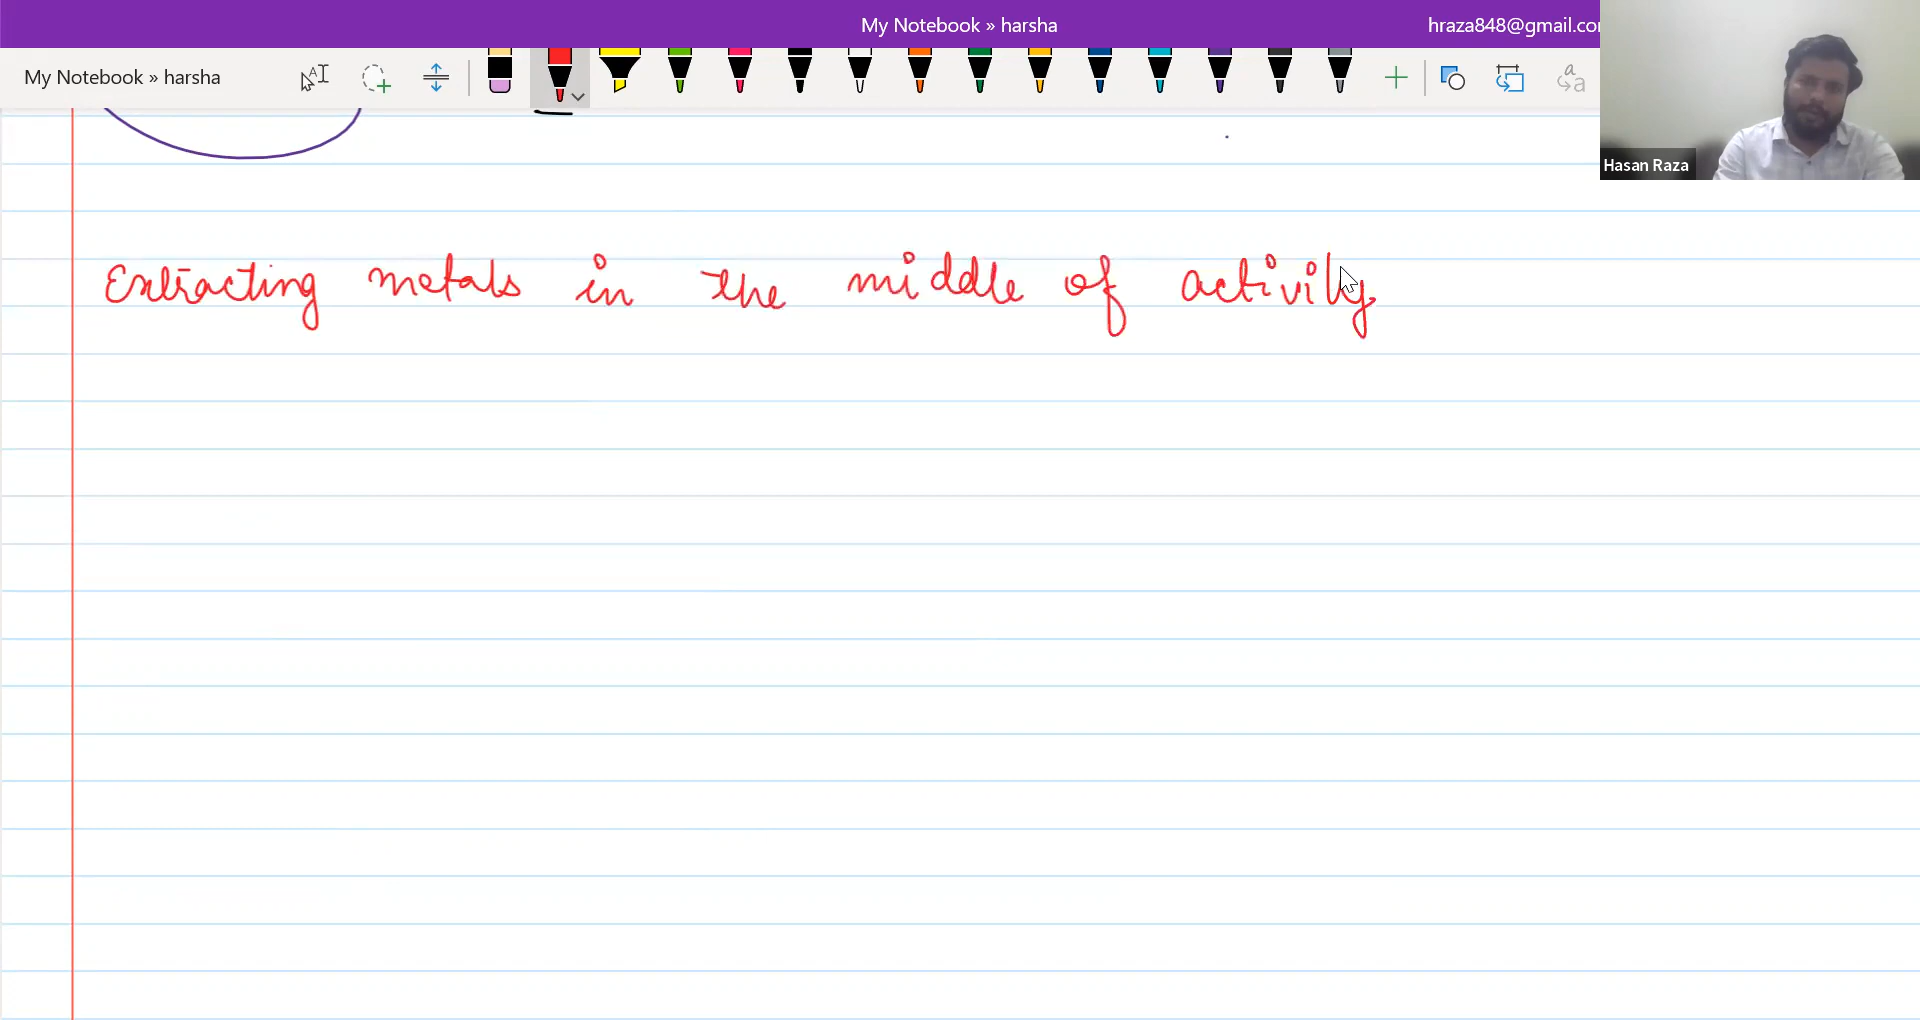 My Notebook » harsha
hraza848@gmail.co
My Notebook » harsha
Hasan Raza
Extracting metals in the middle of activity